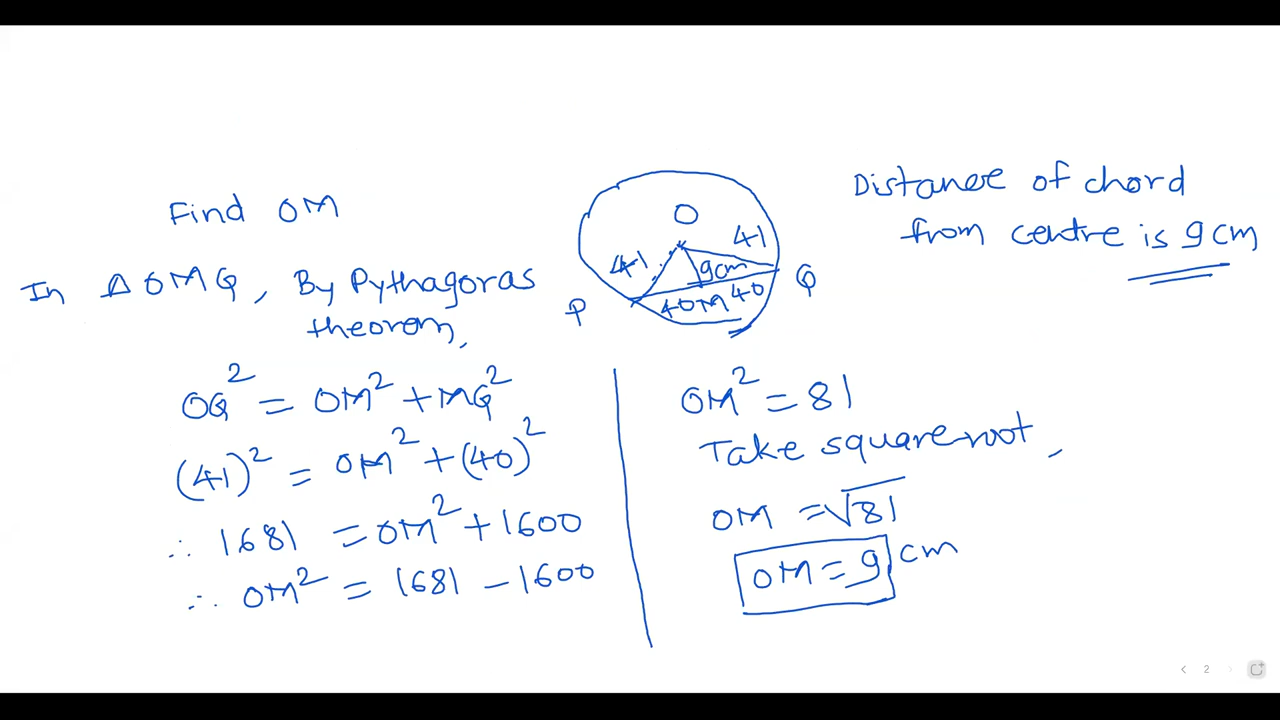 Find OM
In △OMQ, By Pythagoras
theorem,
OQ² = OM² + MQ²
(41)² = OM² + (40)²
∴ 1681 = OM² + 1600
∴ OM² = 1681 – 1600
O
41
41
9cm
P
40 M 40
Q
Distance of chord
from centre is 9 cm
OM² = 81
Take square root,
OM = √81
OM = 9 cm
2